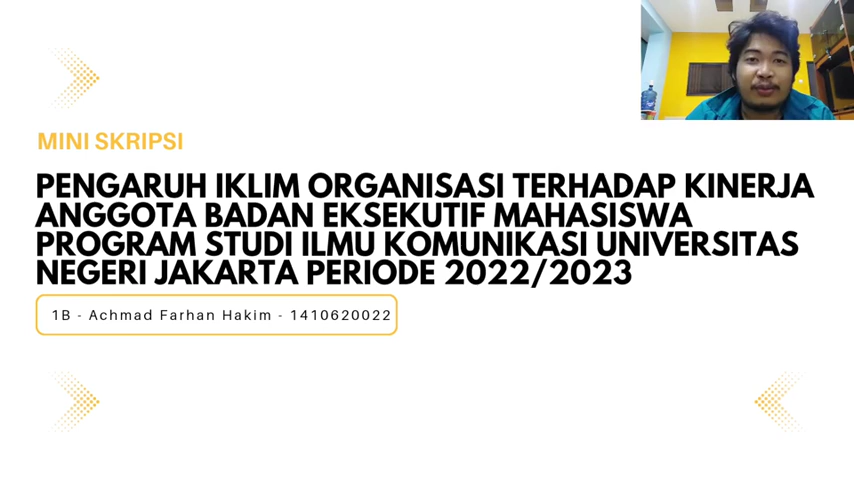 MINI SKRIPSI
PENGARUH IKLIM ORGANISASI TERHADAP KINERJA
ANGGOTA BADAN EKSEKUTIF MAHASISWA
PROGRAM STUDI ILMU KOMUNIKASI UNIVERSITAS
NEGERI JAKARTA PERIODE 2022/2023
1B - Achmad Farhan Hakim - 1410620022